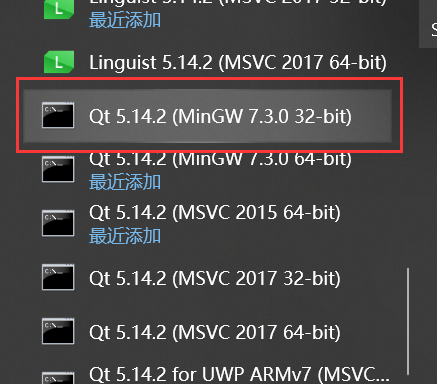 Linguist 5.14.2 (MSVC 2017 32-bit)
最近添加
Linguist 5.14.2 (MSVC 2017 64-bit)
Qt 5.14.2 (MinGW 7.3.0 32-bit)
Qt 5.14.2 (MinGW 7.3.0 64-bit)
最近添加
Qt 5.14.2 (MSVC 2015 64-bit)
最近添加
Qt 5.14.2 (MSVC 2017 32-bit)
Qt 5.14.2 (MSVC 2017 64-bit)
Qt 5.14.2 for UWP ARMv7 (MSVC...